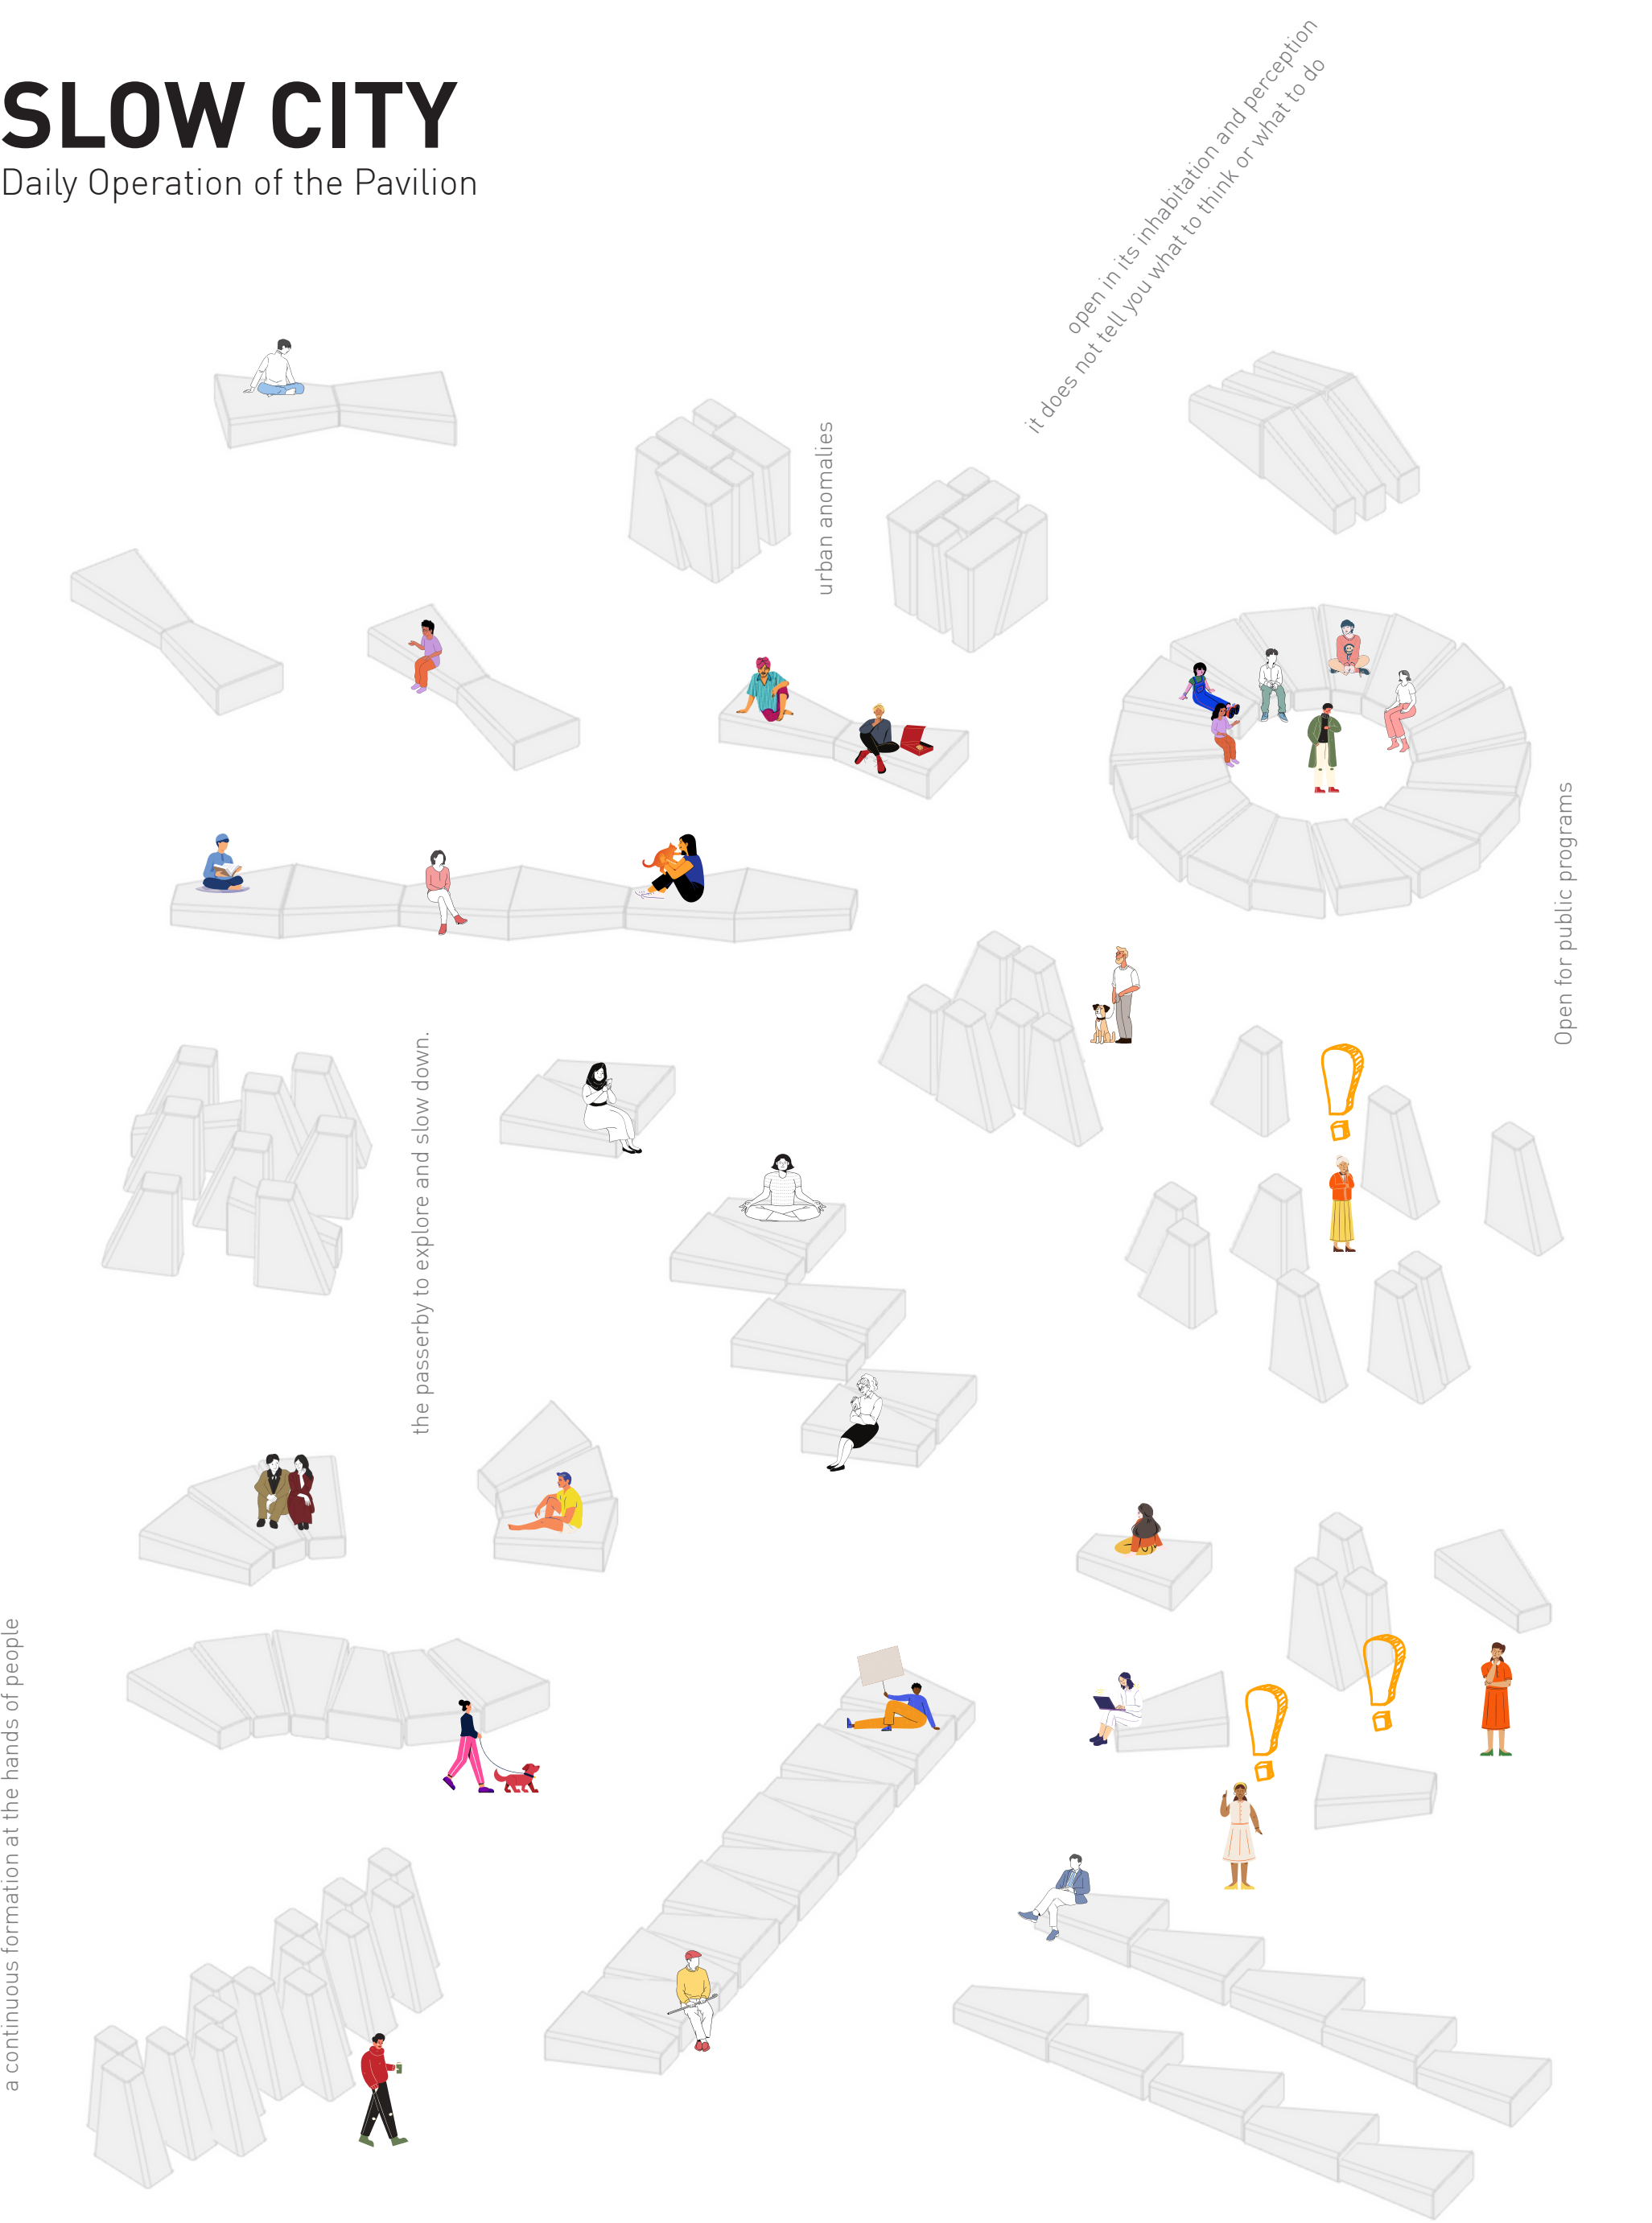 SLOW CITY
Daily Operation of the Pavilion
open in its inhabitation and perception
it does not tell you what to think or what to do
urban anomalies
Open for public programs
the passerby to explore and slow down.
a continuous formation at the hands of people